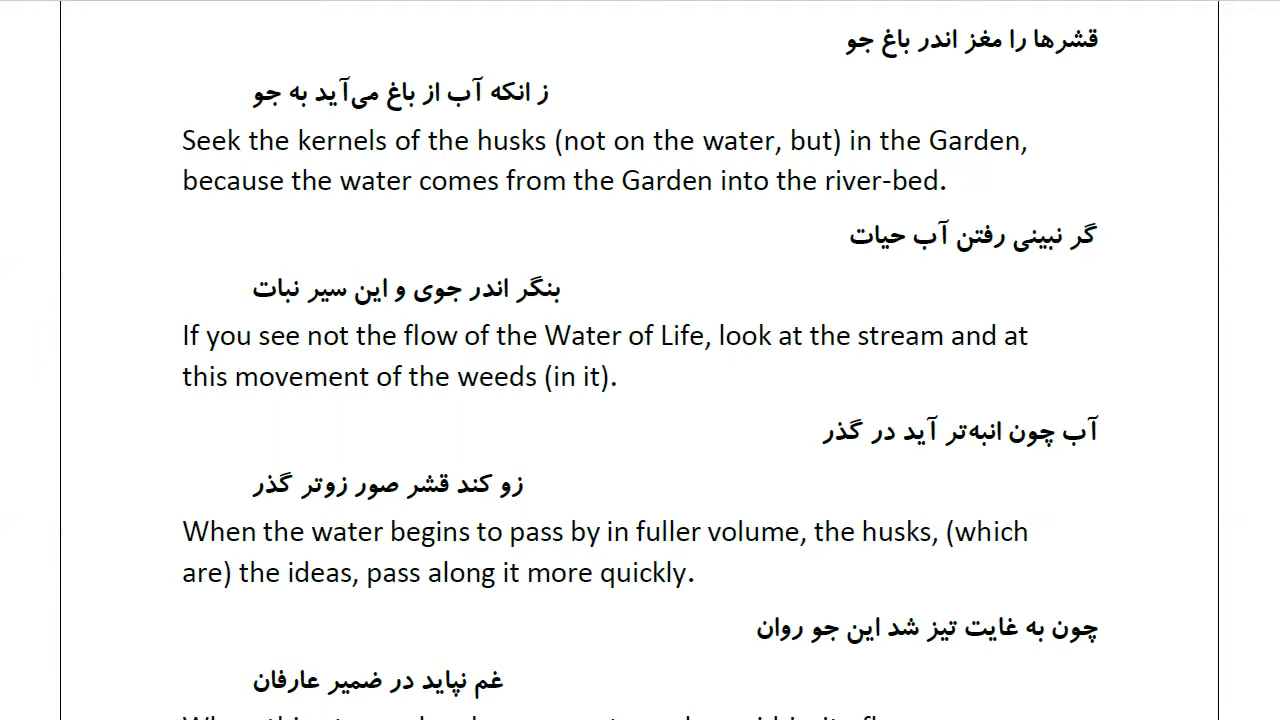 قشرها را مغز اندر باغ جو
ز انکه آب از باغ می‌آید به جو
Seek the kernels of the husks (not on the water, but) in the Garden,
because the water comes from the Garden into the river-bed.
گر نبینی رفتن آب حیات
بنگر اندر جوی و این سیر نبات
If you see not the flow of the Water of Life, look at the stream and at
this movement of the weeds (in it).
آب چون انبه‌تر آید در گذر
زو کند قشر صور زوتر گذر
When the water begins to pass by in fuller volume, the husks, (which
are) the ideas, pass along it more quickly.
چون به غایت تیز شد این جو روان
غم نپاید در ضمیر عارفان